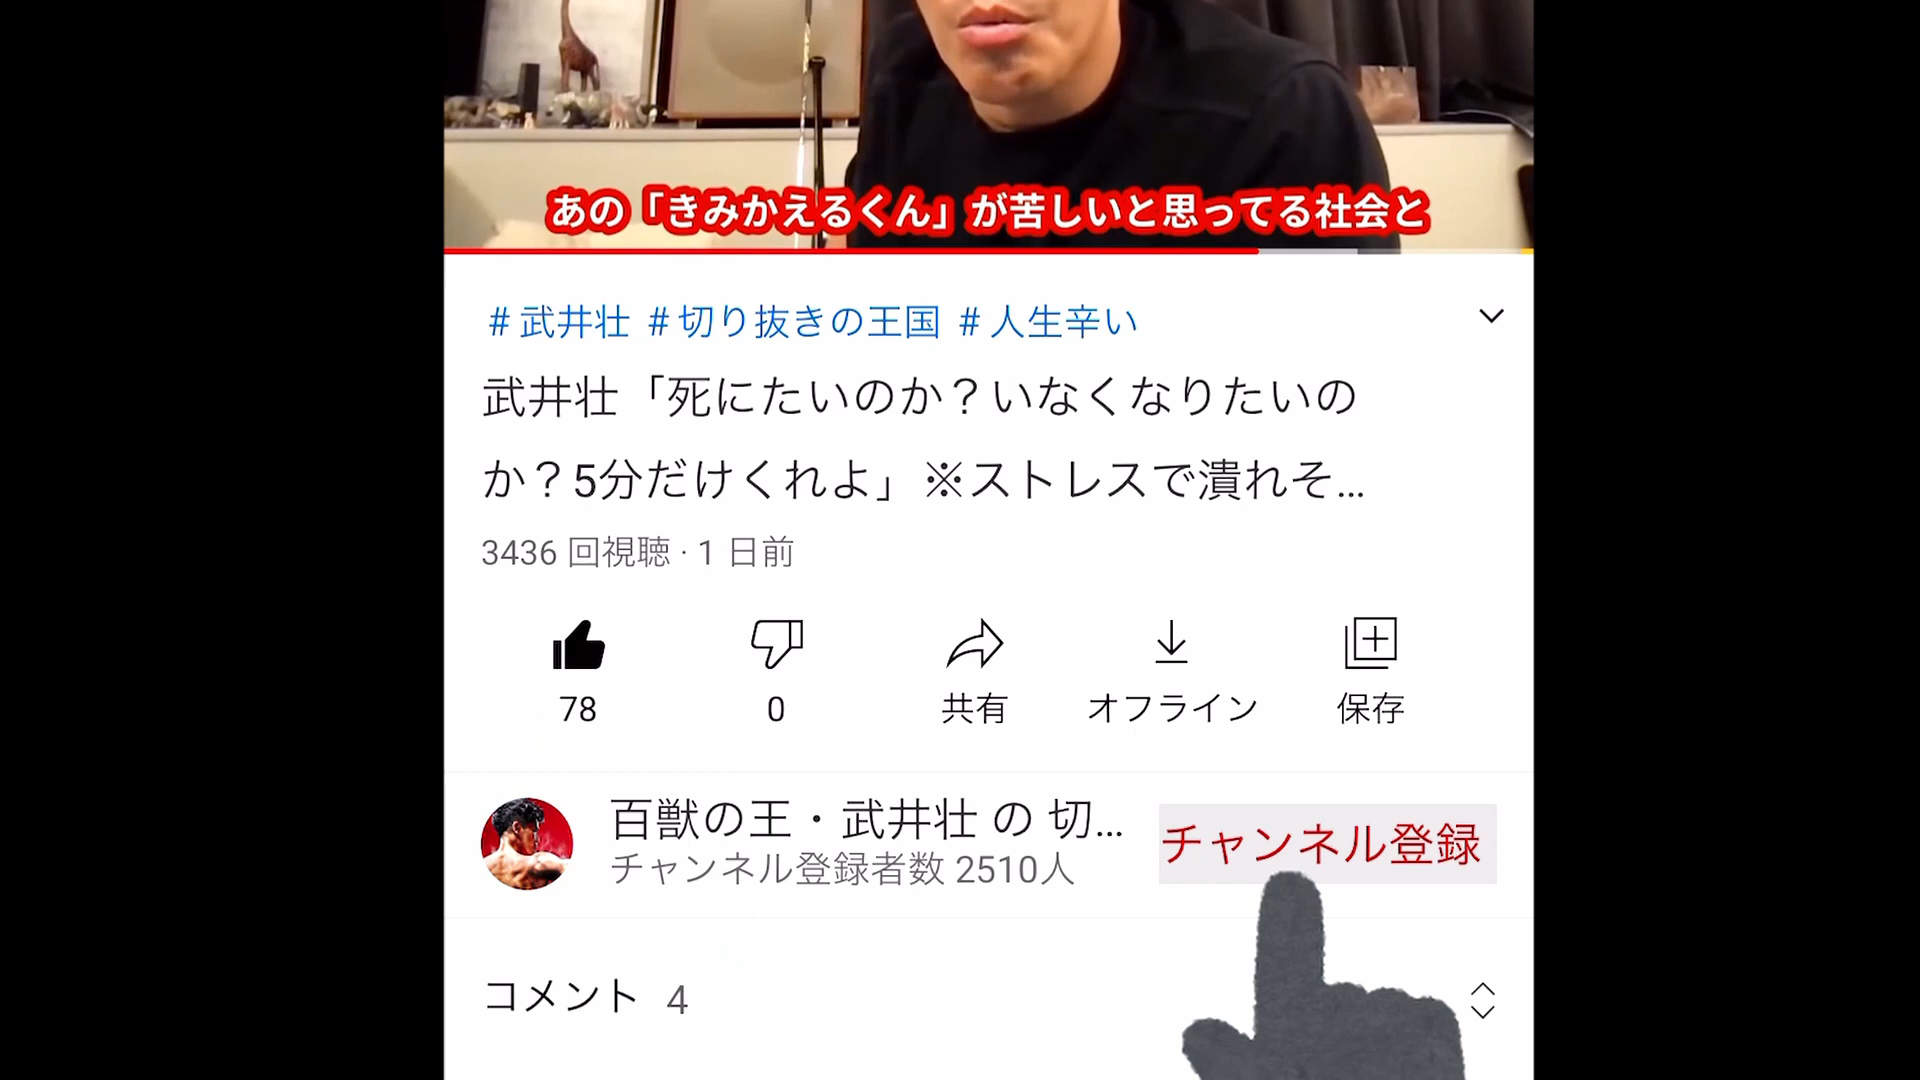 あの「きみかえるくん」が苦しいと思ってる社会と
#武井壮 #切り抜きの王国 #人生辛い
武井壮「死にたいのか？いなくなりたいの
か？5分だけくれよ」※ストレスで潰れそ...
3436 回視聴・1 日前
78
0
共有
オフライン
保存
百獣の王・武井壮 の 切...
チャンネル登録者数 2510人
チャンネル登録
コメント 4